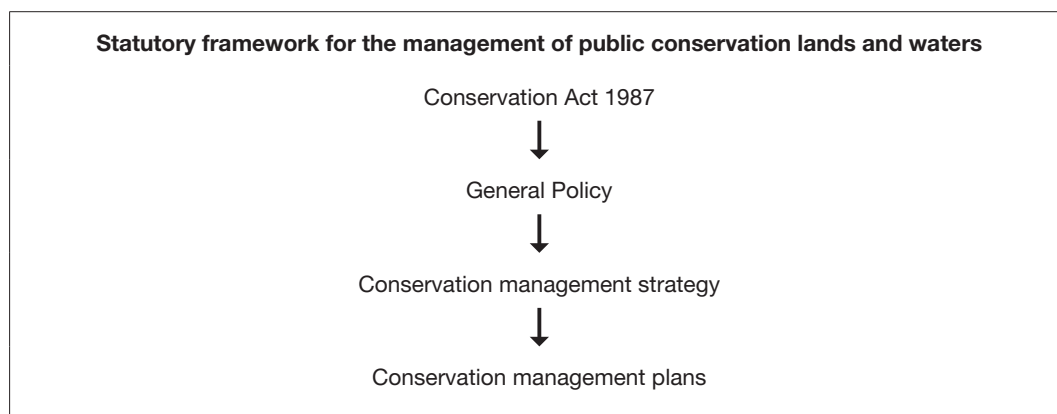 Statutory framework for the management of public conservation lands and waters
Conservation Act 1987
General Policy
Conservation management strategy
Conservation management plans